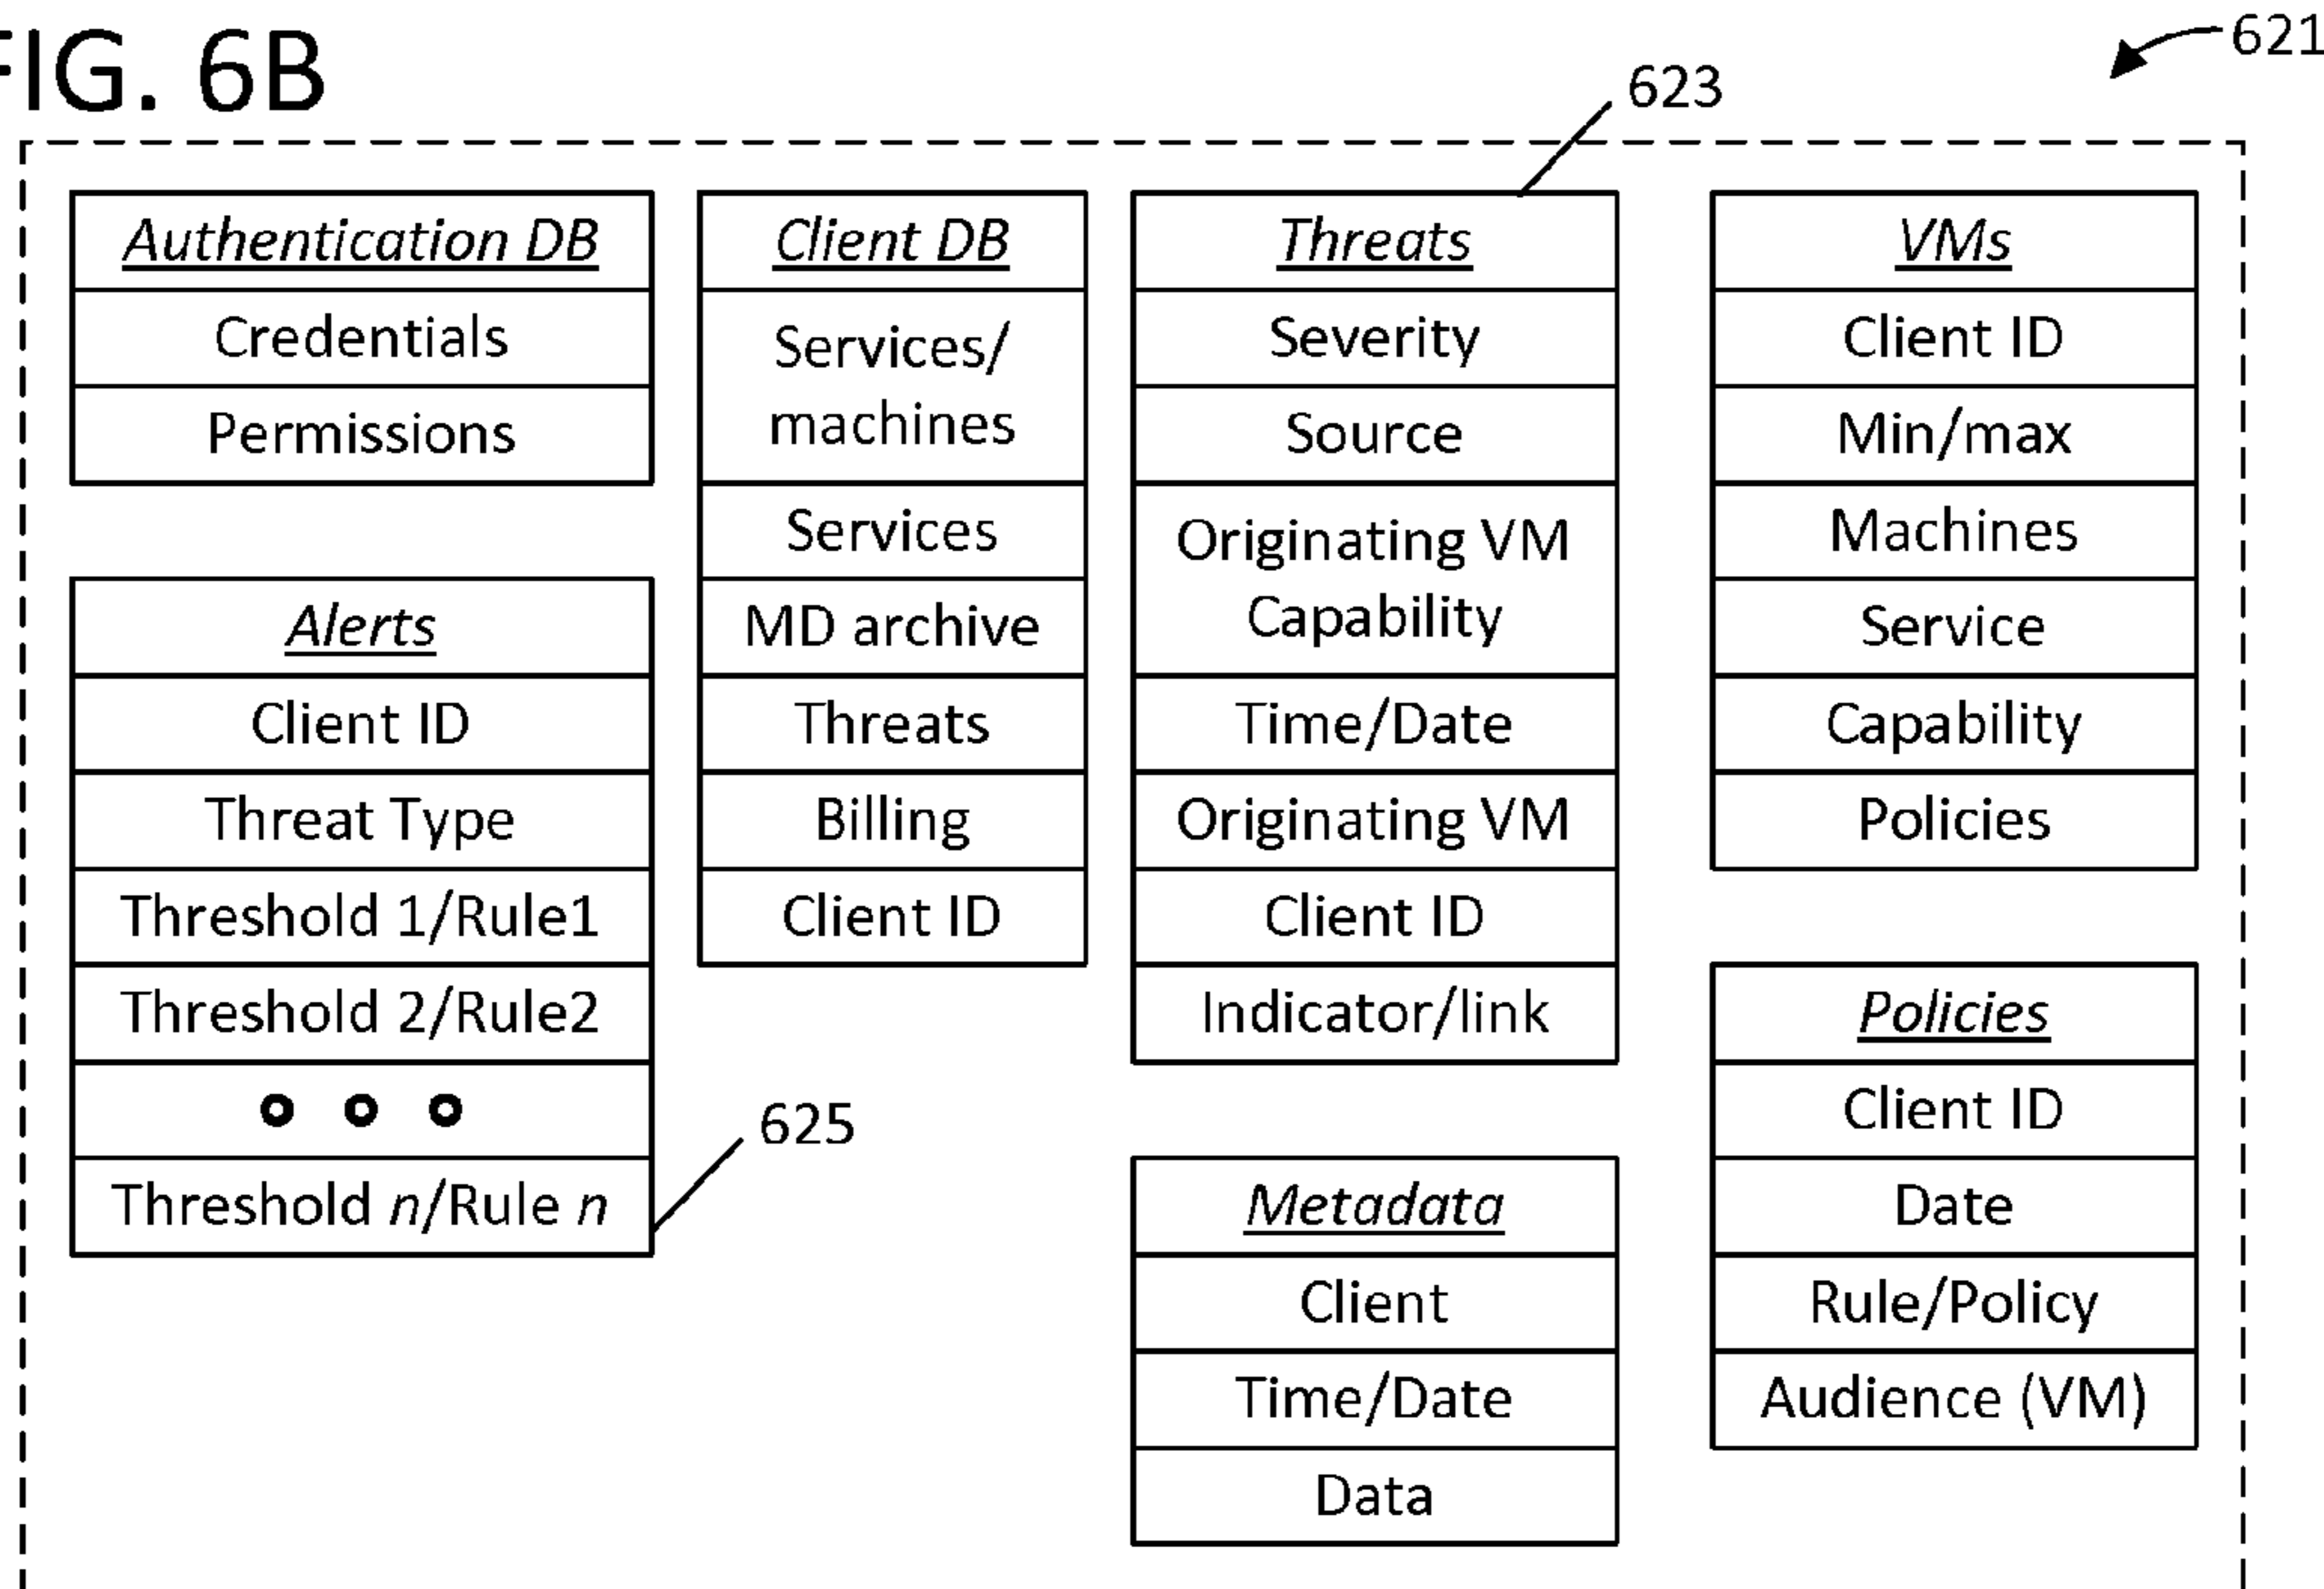 FIG. 6B
621
623
Authentication DB
Credentials
Permissions
Alerts
Client ID
Threat Type
Threshold 1/Rule1
Threshold 2/Rule2
Threshold n/Rule n
625
Client DB
Services/
machines
Services
MD archive
Threats
Billing
Client ID
Threats
Severity
Source
Originating VM
Capability
Time/Date
Originating VM
Client ID
Indicator/link
Metadata
Client
Time/Date
Data
VMs
Client ID
Min/max
Machines
Service
Capability
Policies
Policies
Client ID
Date
Rule/Policy
Audience (VM)